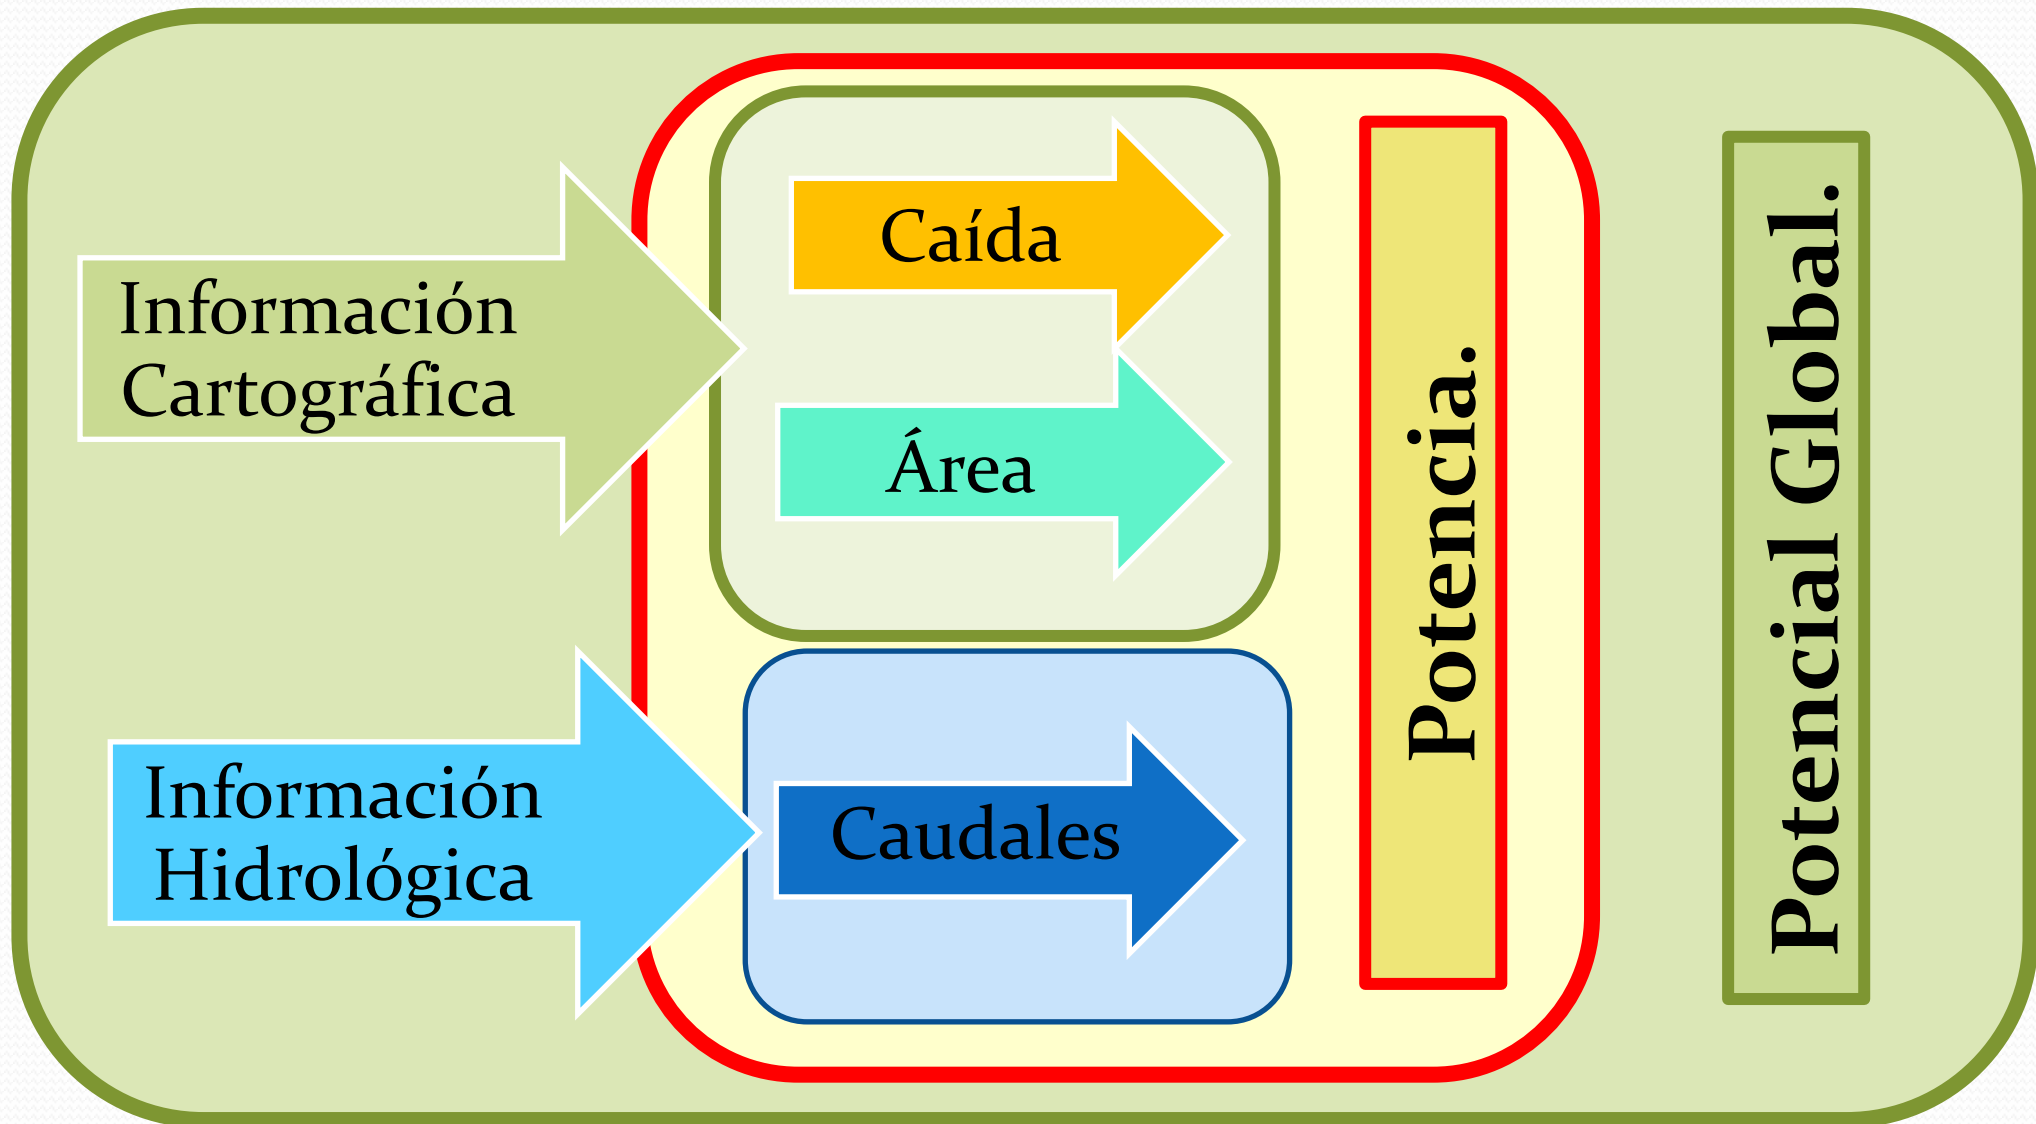 Información
Cartográfica
Caída
Área
Información
Hidrológica
Caudales
Potencia.
Potencial Global.